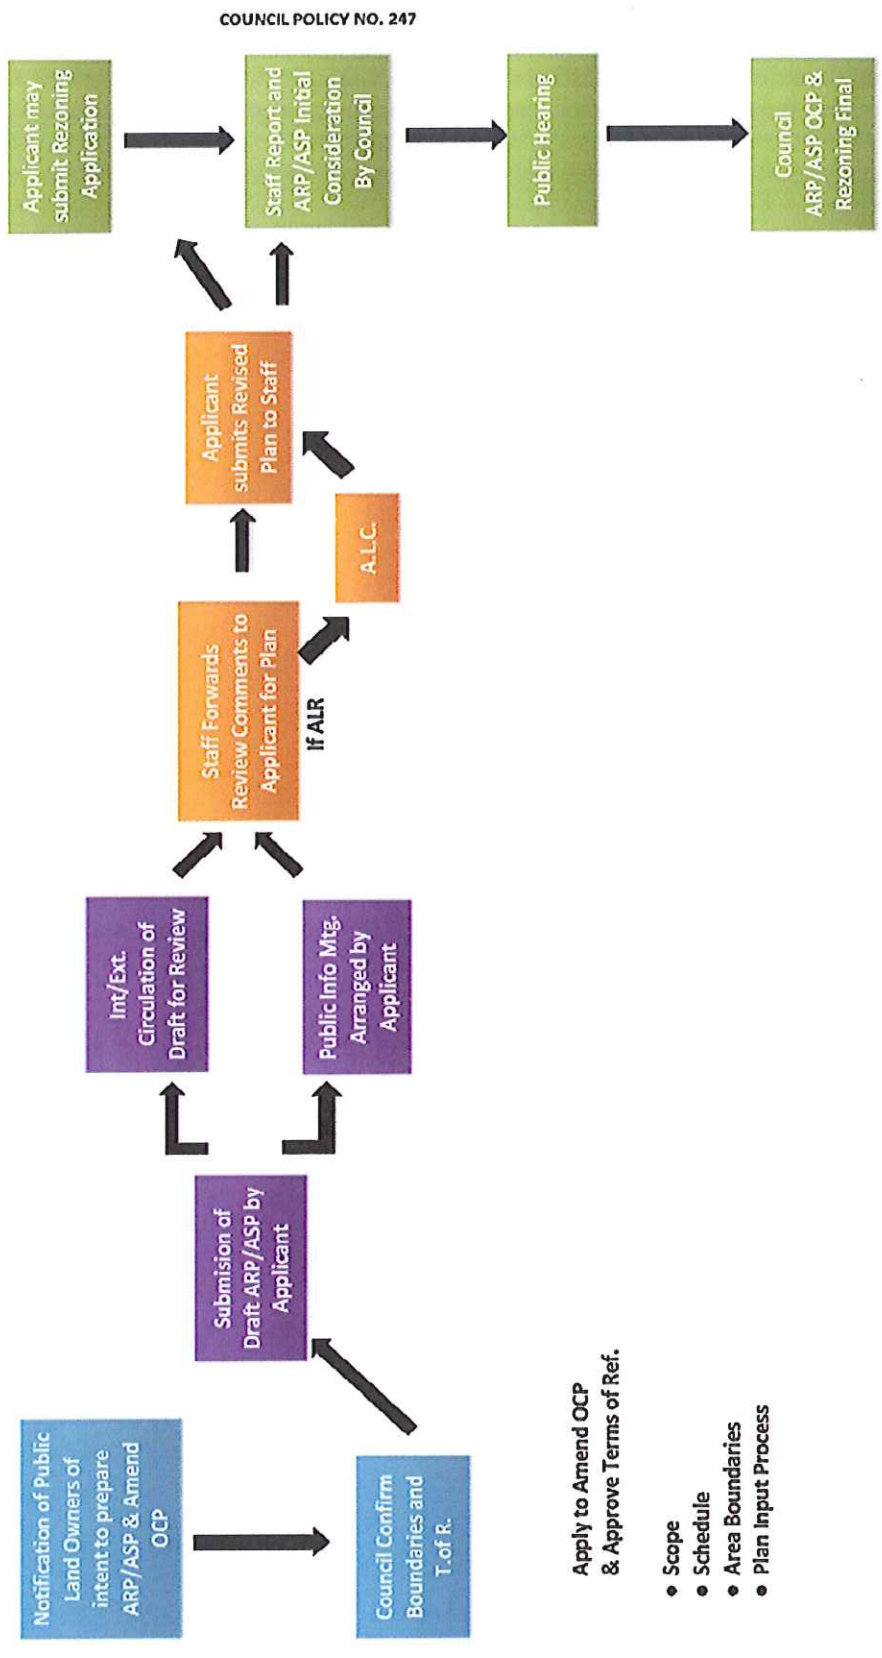 COUNCIL POLICY NO. 247
Notification of Public
Land Owners of
intent to prepare
ARP/ASP & Amend
OCP
Council Confirm
Boundaries and
T.of R.
Apply to Amend OCP
& Approve Terms of Ref.
• Scope
• Schedule
• Area Boundaries
• Plan Input Process
Submision of
Draft ARP/ASP by
Applicant
Int/Ext.
Circulation of
Draft for Review
Public Info Mtg.
Arranged by
Applicant
Staff Forwards
Review Comments to
Applicant for Plan
If ALR
A.L.C.
Applicant
submits Revised
Plan to Staff
Applicant may
submit Rezoning
Application
Staff Report and
ARP/ASP Initial
Consideration
By Council
Public Hearing
Council
ARP/ASP OCP &
Rezoning Final